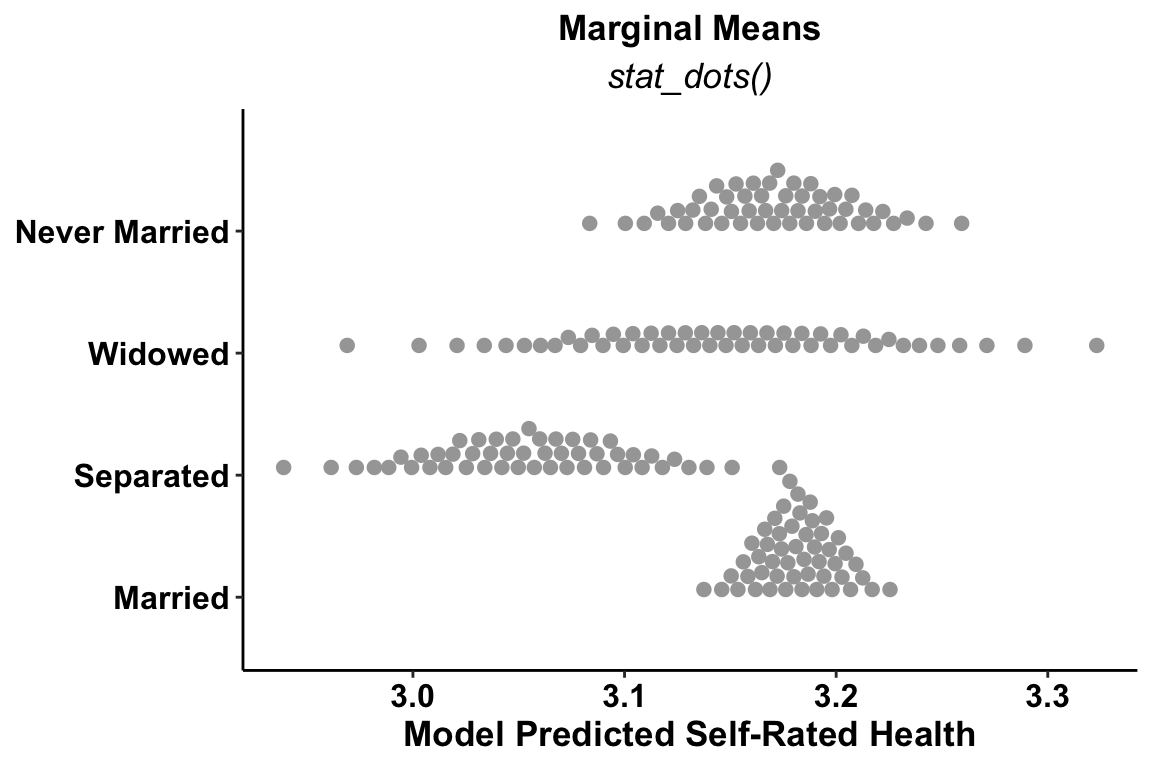 Marginal Means
stat_dots()
Never Married
Widowed
Separated
Married
3.0 3.1 3.2 3.3
Model Predicted Self-Rated Health